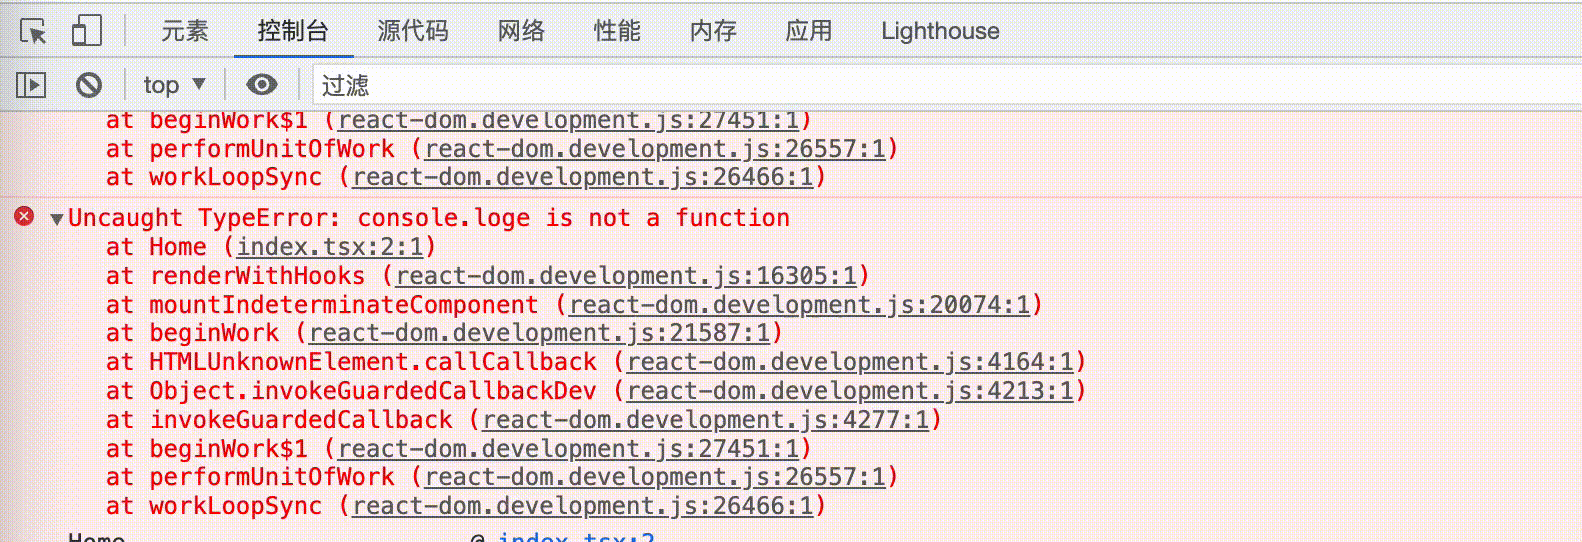 元素 控制台 源代码 网络 性能 内存 应用 Lighthouse
top ▼ 过滤
at beginWork$1 (react-dom.development.js:27451:1)
at performUnitOfWork (react-dom.development.js:26557:1)
at workLoopSync (react-dom.development.js:26466:1)
▼Uncaught TypeError: console.loge is not a function
at Home (index.tsx:2:1)
at renderWithHooks (react-dom.development.js:16305:1)
at mountIndeterminateComponent (react-dom.development.js:20074:1)
at beginWork (react-dom.development.js:21587:1)
at HTMLUnknownElement.callCallback (react-dom.development.js:4164:1)
at Object.invokeGuardedCallbackDev (react-dom.development.js:4213:1)
at invokeGuardedCallback (react-dom.development.js:4277:1)
at beginWork$1 (react-dom.development.js:27451:1)
at performUnitOfWork (react-dom.development.js:26557:1)
at workLoopSync (react-dom.development.js:26466:1)
Home @ index.tsx:2